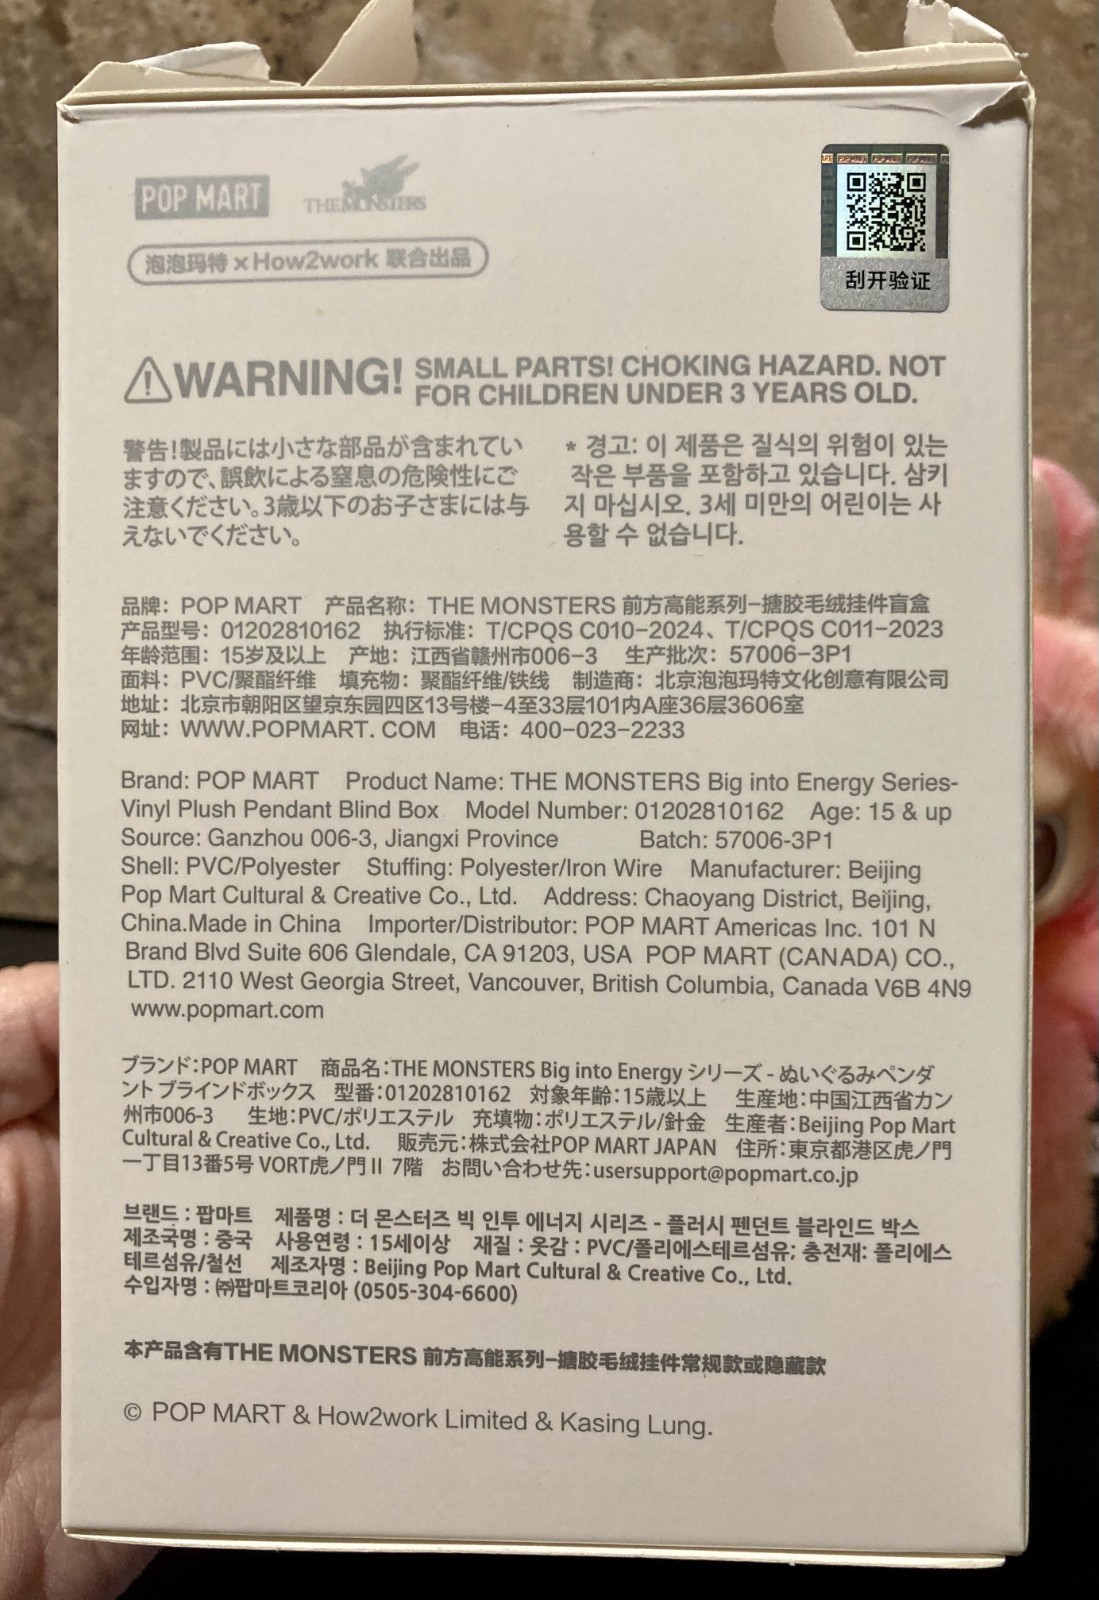 POP MART
THE MONSTERS
泡泡玛特×How2work 联合出品
POP MART
刮开验证
WARNING! SMALL PARTS! CHOKING HAZARD. NOT
FOR CHILDREN UNDER 3 YEARS OLD.
警告!製品には小さな部品が含まれてい
ますので、誤飲による窒息の危険性にご
注意ください。3歳以下のお子さまには与
えないでください。
* 경고: 이 제품은 질식의 위험이 있는
작은 부품을 포함하고 있습니다. 삼키
지 마십시오. 3세 미만의 어린이는 사
용할 수 없습니다.
品牌: POP MART 产品名称: THE MONSTERS 前方高能系列-搪胶毛绒挂件盲盒
产品型号: 01202810162 执行标准: T/CPQS C010-2024、T/CPQS C011-2023
年龄范围: 15岁及以上 产地: 江西省赣州市006-3 生产批次: 57006-3P1
面料: PVC/聚酯纤维 填充物: 聚酯纤维/铁线 制造商: 北京泡泡玛特文化创意有限公司
地址: 北京市朝阳区望京东园四区13号楼-4至33层101内A座36层3606室
网址: WWW.POPMART. COM 电话: 400-023-2233
Brand: POP MART Product Name: THE MONSTERS Big into Energy Series-
Vinyl Plush Pendant Blind Box Model Number: 01202810162 Age: 15 & up
Source: Ganzhou 006-3, Jiangxi Province Batch: 57006-3P1
Shell: PVC/Polyester Stuffing: Polyester/Iron Wire Manufacturer: Beijing
Pop Mart Cultural & Creative Co., Ltd. Address: Chaoyang District, Beijing,
China.Made in China Importer/Distributor: POP MART Americas Inc. 101 N
Brand Blvd Suite 606 Glendale, CA 91203, USA POP MART (CANADA) CO.,
LTD. 2110 West Georgia Street, Vancouver, British Columbia, Canada V6B 4N9
www.popmart.com
ブランド:POP MART 商品名:THE MONSTERS Big into Energy シリーズ - ぬいぐるみペンダ
ント ブラインドボックス 型番:01202810162 対象年齢:15歳以上 生産地:中国江西省カン
州市006-3 生地:PVC/ポリエステル 充填物:ポリエステル/針金 生産者:Beijing Pop Mart
Cultural & Creative Co., Ltd. 販売元:株式会社POP MART JAPAN 住所:東京都港区虎ノ門
一丁目13番5号 VORT虎ノ門 II 7階 お問い合わせ先:usersupport@popmart.co.jp
브랜드 : 팝마트 제품명 : 더 몬스터즈 빅 인투 에너지 시리즈 - 플러시 펜던트 블라인드 박스
제조국명 : 중국 사용연령 : 15세이상 재질 : 옷감 : PVC/폴리에스테르섬유; 충전재: 폴리에스
테르섬유/철선 제조자명 : Beijing Pop Mart Cultural & Creative Co., Ltd.
수입자명 : ㈜팝마트코리아 (0505-304-6600)
本产品含有THE MONSTERS 前方高能系列-搪胶毛绒挂件常规款或隐藏款
© POP MART & How2work Limited & Kasing Lung.